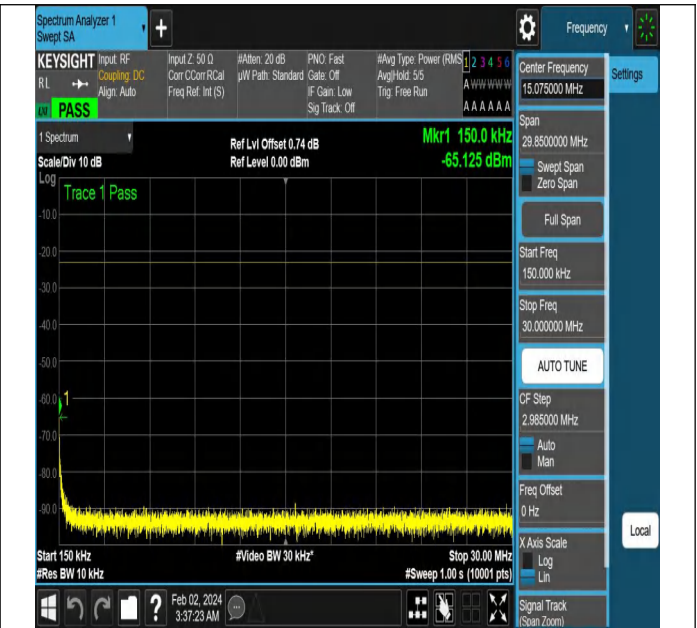 Spectrum Analyzer 1
Swept SA
Frequency
KEYSIGHT
RL
PASS
Input: RF
Coupling: DC
Align: Auto
Input Z: 50 Ω
Corr CCorr RCal
Freq Ref: Int (S)
#Atten: 20 dB
µW Path: Standard
PNO: Fast
Gate: Off
IF Gain: Low
Sig Track: Off
#Avg Type: Power (RMS
Avg|Hold: 5/5
Trig: Free Run
1 2 3 4 5 6
A W W W W W
A A A A A A
1 Spectrum
Scale/Div 10 dB
Ref Lvl Offset 0.74 dB
Ref Level 0.00 dBm
Mkr1 150.0 kHz
-65.125 dBm
Log
Trace 1 Pass
-10.0
-20.0
-30.0
-40.0
-50.0
-60.0
1
-70.0
-80.0
-90.0
Start 150 kHz
#Video BW 30 kHz*
Stop 30.00 MHz
#Res BW 10 kHz
#Sweep 1.00 s (10001 pts)
Feb 02, 2024
3:37:23 AM
Center Frequency
15.075000 MHz
Settings
Span
29.8500000 MHz
Swept Span
Zero Span
Full Span
Start Freq
150.000 kHz
Stop Freq
30.000000 MHz
AUTO TUNE
CF Step
2.985000 MHz
Auto
Man
Freq Offset
0 Hz
Local
X Axis Scale
Log
Lin
Signal Track
(Span Zoom)